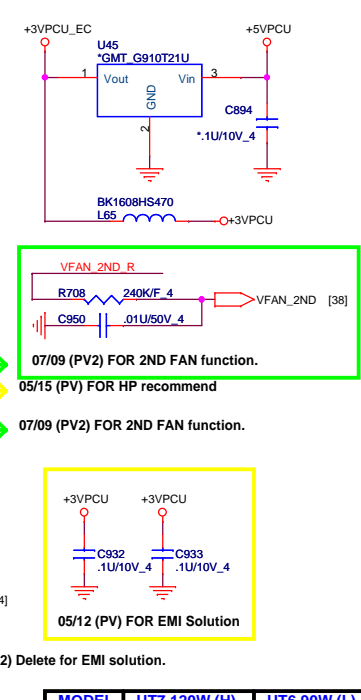 +3VPCU_EC
+5VPCU
U45
*GMT_G910T21U
1
Vout
Vin
3
GND
2
C894
*.1U/10V_4
BK1608HS470
L65
+3VPCU
VFAN_2ND_R
R708
240K/F_4
VFAN_2ND
[38]
C950
.01U/50V_4
07/09 (PV2) FOR 2ND FAN function.
05/15 (PV) FOR HP recommend
07/09 (PV2) FOR 2ND FAN function.
+3VPCU
+3VPCU
C932
.1U/10V_4
C933
.1U/10V_4
4]
05/12 (PV) FOR EMI Solution
2) Delete for EMI solution.